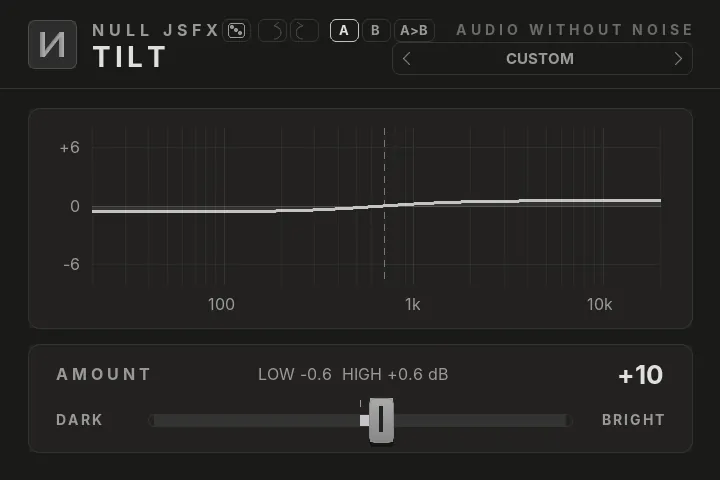 NULL JSFX A B A>B AUDIO WITHOUT NOISE
TILT CUSTOM
+6
0
-6
100 1k 10k
AMOUNT LOW -0.6 HIGH +0.6 dB +10
DARK BRIGHT